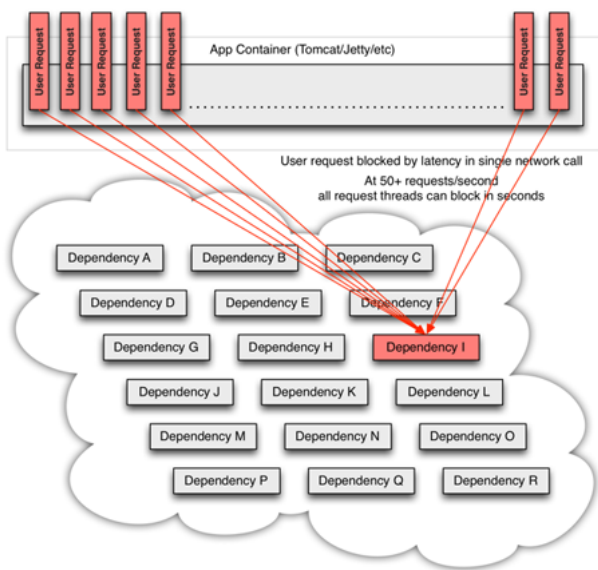 User Request
User Request
User Request
User Request
User Request
User Request
User Request
App Container (Tomcat/Jetty/etc)
User request blocked by latency in single network call
At 50+ requests/second
all request threads can block in seconds
Dependency A
Dependency B
Dependency C
Dependency D
Dependency E
Dependency F
Dependency G
Dependency H
Dependency I
Dependency J
Dependency K
Dependency L
Dependency M
Dependency N
Dependency O
Dependency P
Dependency Q
Dependency R